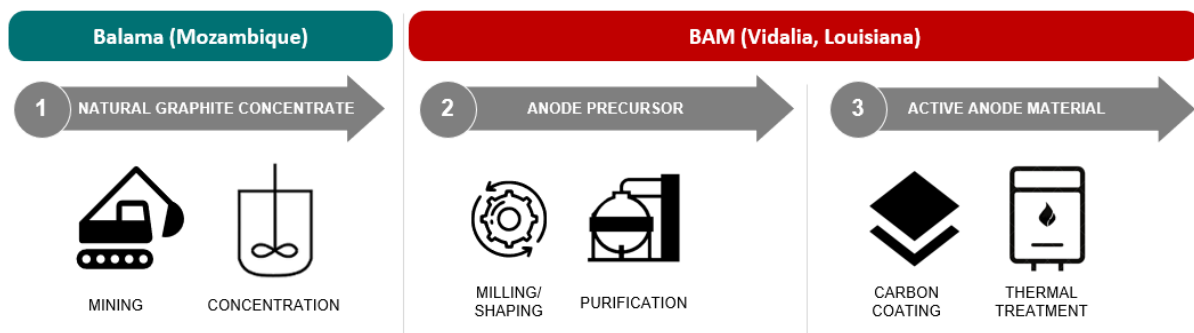 Balama (Mozambique)
BAM (Vidalia, Louisiana)
1 NATURAL GRAPHITE CONCENTRATE
2 ANODE PRECURSOR
3 ACTIVE ANODE MATERIAL
MINING
CONCENTRATION
MILLING/
SHAPING
PURIFICATION
CARBON
COATING
THERMAL
TREATMENT